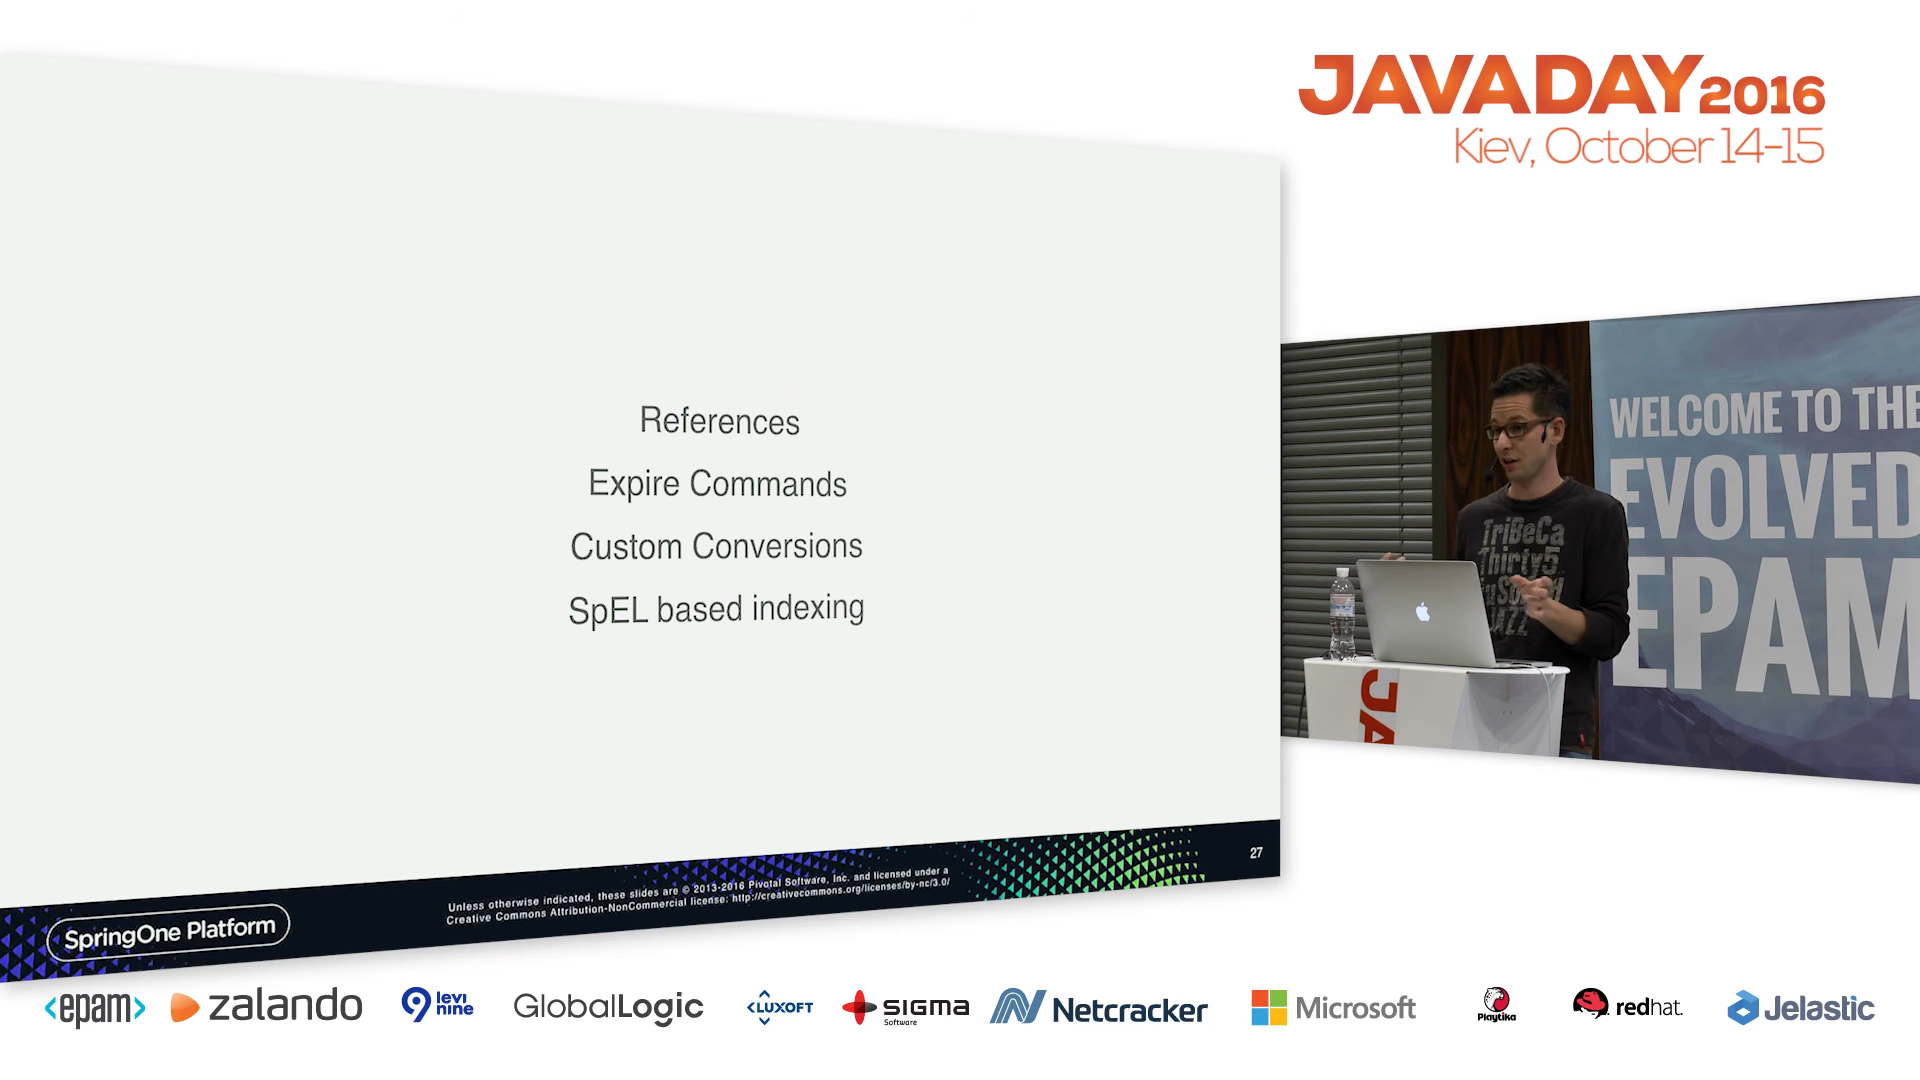 JAVADAY2016
Kiev, October 14-15
References
Expire Commands
Custom Conversions
SpEL based indexing
WELCOME TO THE
EVOLVED
EPAM
TriBeCa
Thirty5
JAZZ
JA
27
Unless otherwise indicated, these slides are © 2013-2016 Pivotal Software, Inc. and licensed under a
Creative Commons Attribution-NonCommercial license: http://creativecommons.org/licenses/by-nc/3.0/
SpringOne Platform
<epam> zalando 9 levi nine GlobalLogic <LUXOFT> SIGMA Software Netcracker Microsoft Playtika redhat. Jelastic